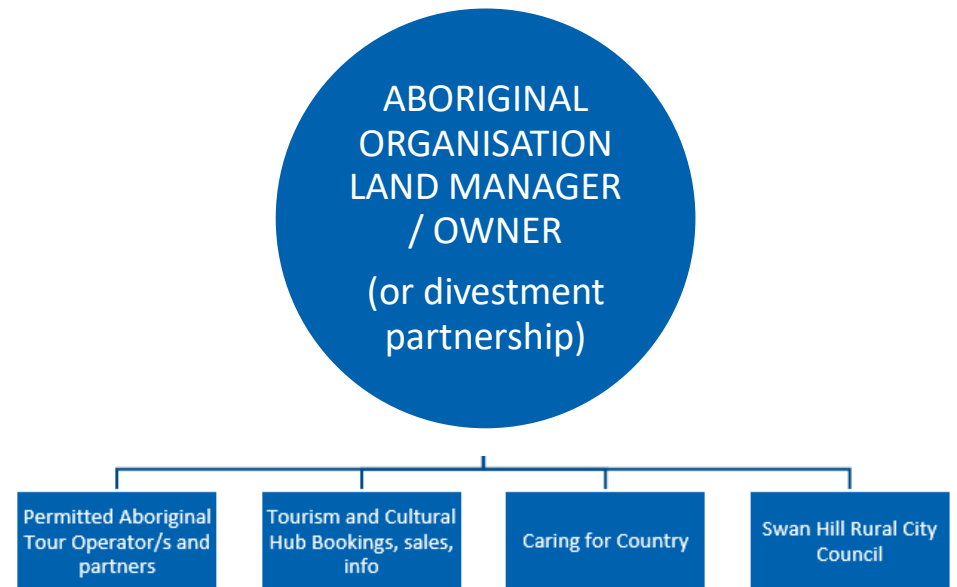 ABORIGINAL
ORGANISATION
LAND MANAGER
/ OWNER
(or divestment
partnership)
Permitted Aboriginal
Tour Operator/s and
partners
Tourism and Cultural
Hub Bookings, sales,
info
Caring for Country
Swan Hill Rural City
Council